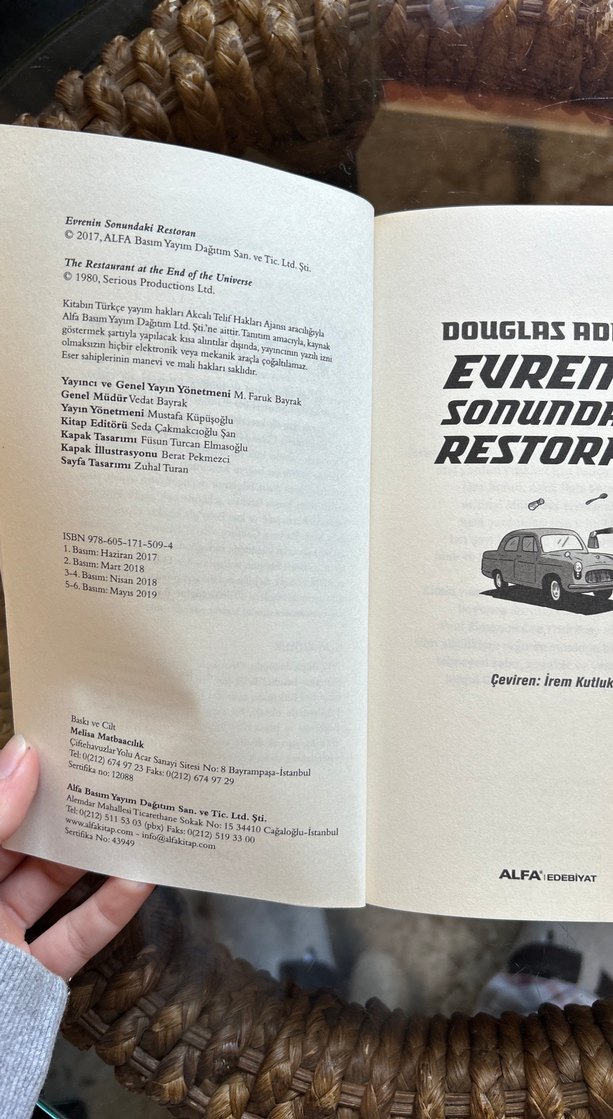 Evrenin Sonundaki Restoran
© 2017, ALFA Basım Yayım Dağıtım San. ve Tic. Ltd. Şti.
The Restaurant at the End of the Universe
© 1980, Serious Productions Ltd.
Kitabın Türkçe yayım hakları Akcalı Telif Hakları Ajansı aracılığıyla
Alfa Basım Yayım Dağıtım Ltd. Şti.'ne aittir. Tanıtım amacıyla, kaynak
göstermek şartıyla yapılacak kısa alıntılar dışında, yayıncının yazılı izni
olmaksızın hiçbir elektronik veya mekanik araçla çoğaltılamaz.
Eser sahiplerinin manevi ve mali hakları saklıdır.
Yayıncı ve Genel Yayın Yönetmeni M. Faruk Bayrak
Genel Müdür Vedat Bayrak
Yayın Yönetmeni Mustafa Küpüşoğlu
Kitap Editörü Seda Çakmakcıoğlu Şan
Kapak Tasarımı Füsun Turcan Elmasoğlu
Kapak İllustrasyonu Berat Pekmezci
Sayfa Tasarımı Zuhal Turan
ISBN 978-605-171-509-4
1. Basım: Haziran 2017
2. Basım: Mart 2018
3-4. Basım: Nisan 2018
5-6. Basım: Mayıs 2019
Baskı ve Cilt
Melisa Matbaacılık
Çiftehavuzlar Yolu Acar Sanayi Sitesi No: 8 Bayrampaşa-İstanbul
Tel: 0(212) 674 97 23 Faks: 0(212) 674 97 29
Sertifika no: 12088
Alfa Basım Yayım Dağıtım San. ve Tic. Ltd. Şti.
Alemdar Mahallesi Ticarethane Sokak No: 15 34410 Cağaloğlu-İstanbul
Tel: 0(212) 511 53 03 (pbx) Faks: 0(212) 519 33 00
www.alfakitap.com - info@alfakitap.com
Sertifika No: 43949
DOUGLAS AD
EVREN
SONUNDA
RESTOR
Çeviren: İrem Kutluk
ALFA® | EDEBİYAT